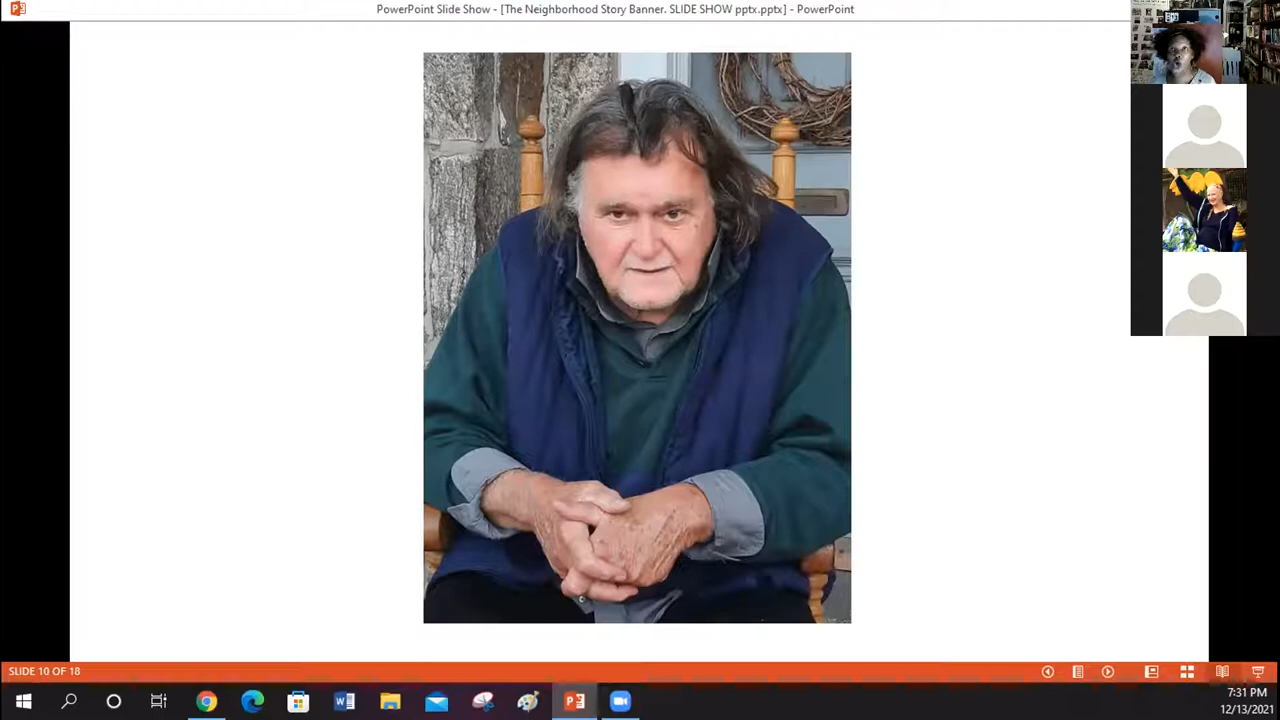 PowerPoint Slide Show - [The Neighborhood Story Banner. SLIDE SHOW pptx.pptx] - PowerPoint
SLIDE 10 OF 18
7:31 PM
12/13/2021